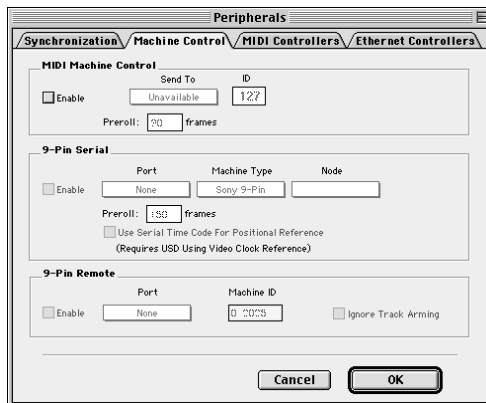 Peripherals
Synchronization Machine Control MIDI Controllers Ethernet Controllers
MIDI Machine Control
Send To ID
Enable Unavailable 127
Preroll: frames
9-Pin Serial
Port Machine Type Node
Enable None Sony 9-Pin
Preroll: frames
Use Serial Time Code For Positional Reference
(Requires USD Using Video Clock Reference)
9-Pin Remote
Port Machine ID
Enable None Ignore Track Arming
Cancel OK